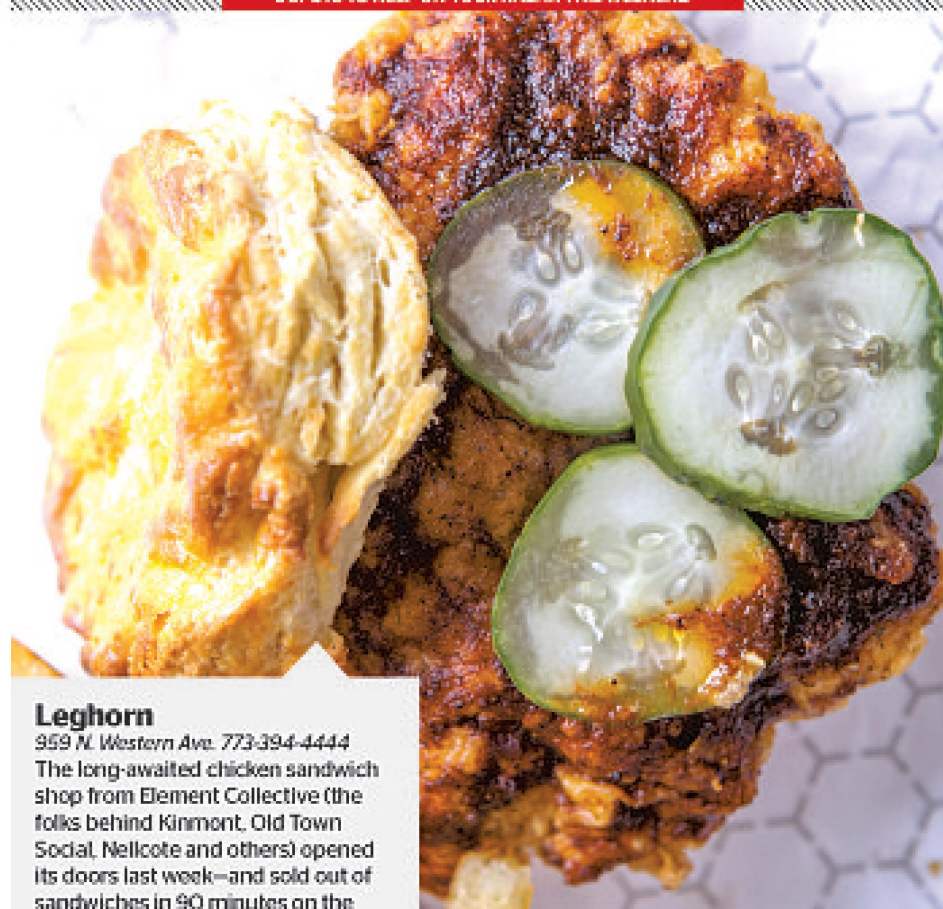 Leghorn
959 N. Western Ave. 773-394-4444
The long-awaited chicken sandwich
shop from Element Collective (the
folks behind Kinmont, Old Town
Social, Nellcote and others) opened
its doors last week—and sold out of
sandwiches in 90 minutes on the